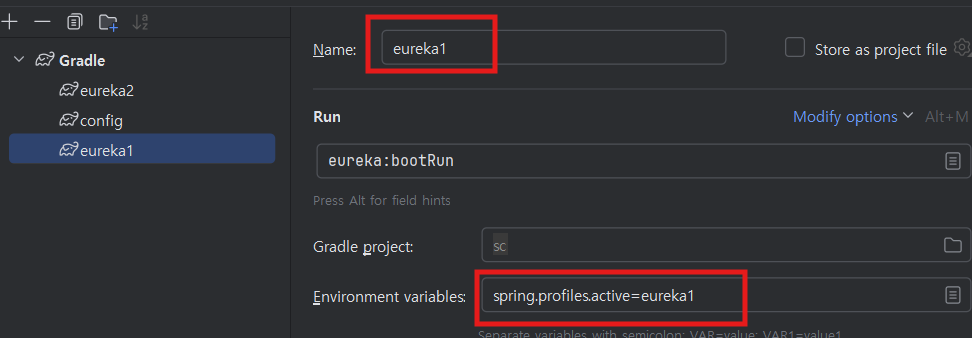 Name:
eureka1
Store as project file
Gradle
eureka2
config
eureka1
Run
Modify options
Alt+M
eureka:bootRun
Press Alt for field hints
Gradle project:
sc
Environment variables:
spring.profiles.active=eureka1
Separate variables with semicolon: VAR=value; VAR1=value1